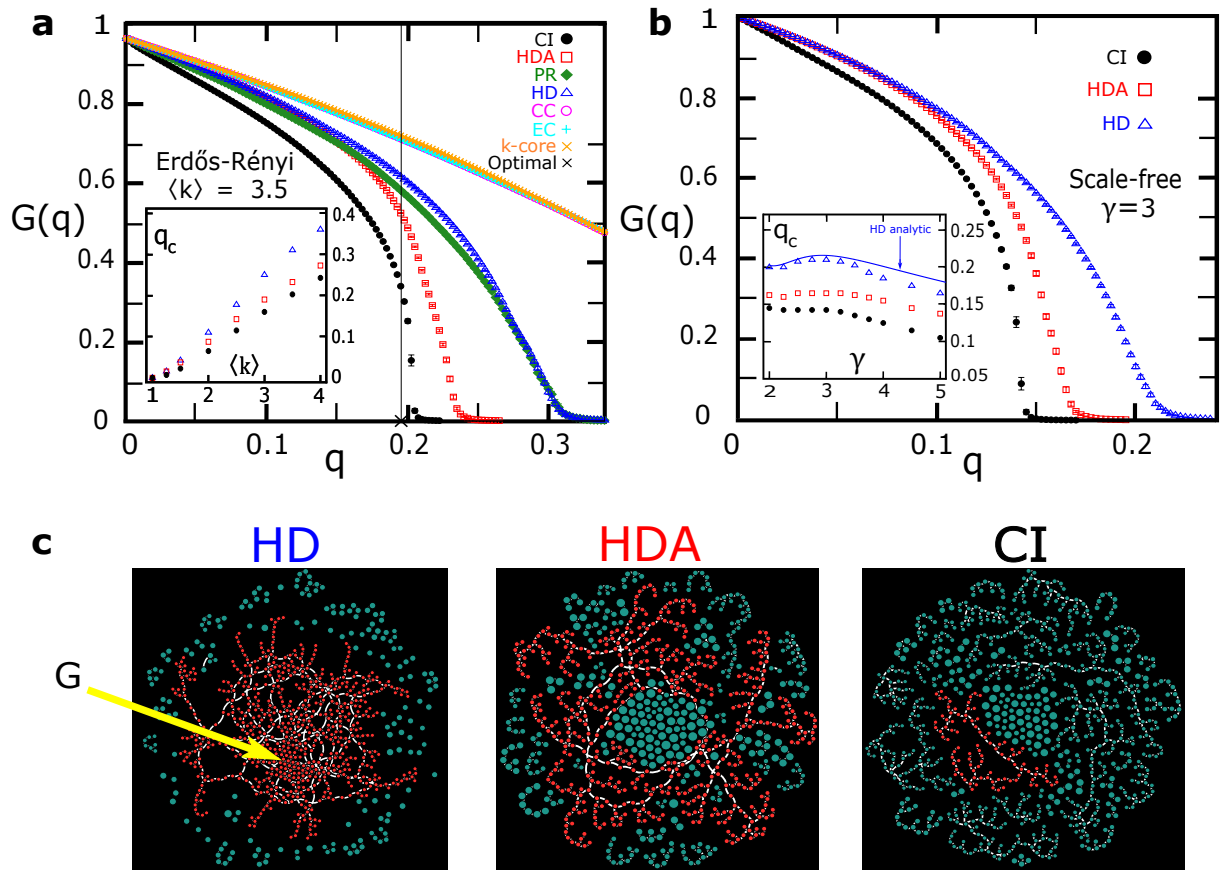 a
1
0.8
0.6
G(q)
0.4
0.2
0
0
0.1
0.2
0.3
q
CI
HDA
PR
HD
CC
EC
k-core
Optimal
Erdős-Rényi
⟨k⟩ = 3.5
q_c
0.4
0.3
0.2
0.1
0
⟨k⟩
1
2
3
4
b
1
0.8
0.6
G(q)
0.4
0.2
0
0
0.1
0.2
q
CI
HDA
HD
Scale-free
γ=3
q_c
HD analytic
0.25
0.20
0.15
0.1
0.05
γ
2
3
4
5
c
HD
HDA
CI
G